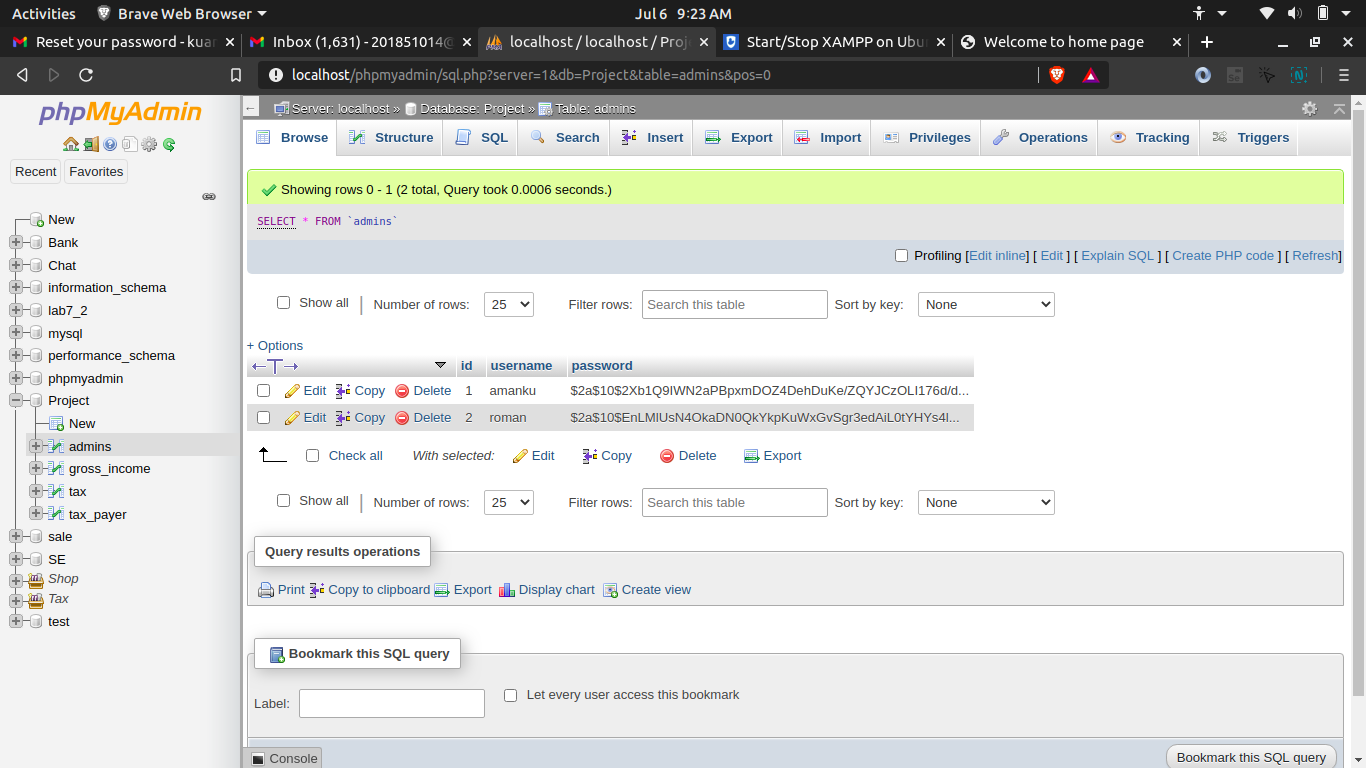 Activities Brave Web Browser Jul 6 9:23 AM
Reset your password - kuar Inbox (1,631) - 201851014@ localhost / localhost / Proj Start/Stop XAMPP on Ubu Welcome to home page
localhost/phpmyadmin/sql.php?server=1&db=Project&table=admins&pos=0
phpMyAdmin
Recent Favorites
New
Bank
Chat
information_schema
lab7_2
mysql
performance_schema
phpmyadmin
Project
New
admins
gross_income
tax
tax_payer
sale
SE
Shop
Tax
test
Server: localhost » Database: Project » Table: admins
Browse Structure SQL Search Insert Export Import Privileges Operations Tracking Triggers
Showing rows 0 - 1 (2 total, Query took 0.0006 seconds.)
SELECT * FROM `admins`
Profiling [Edit inline] [ Edit ] [ Explain SQL ] [ Create PHP code ] [ Refresh]
Show all | Number of rows: 25 Filter rows: Search this table Sort by key: None
+ Options
←T→ id username password
Edit Copy Delete 1 amanku $2a$10$2Xb1Q9IWN2aPBpxmDOZ4DehDuKe/ZQYJCzOLI176d/d...
Edit Copy Delete 2 roman $2a$10$EnLMlUsN4OkaDN0QkYkpKuWxGvSgr3edAiL0tYHYs4l...
Check all With selected: Edit Copy Delete Export
Show all | Number of rows: 25 Filter rows: Search this table Sort by key: None
Query results operations
Print Copy to clipboard Export Display chart Create view
Bookmark this SQL query
Label: Let every user access this bookmark
Console Bookmark this SQL query